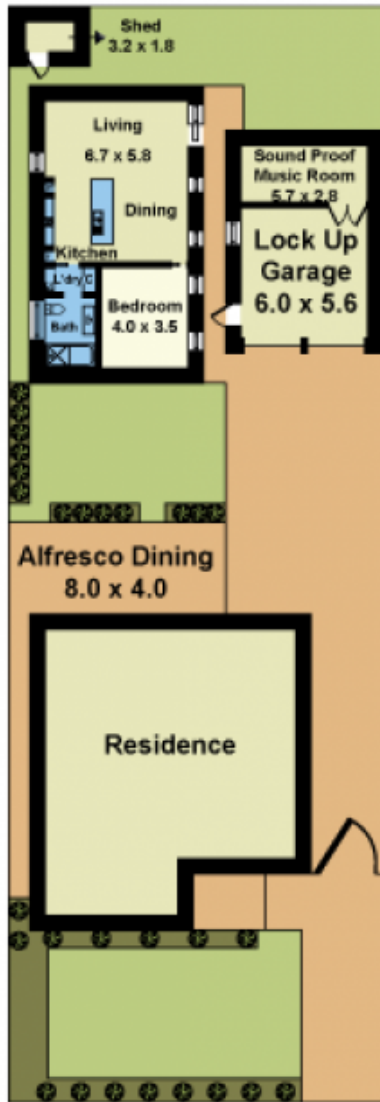 Shed
3.2 x 1.8
Living
6.7 x 5.8
Dining
Kitchen
L'dry C
Bath
Bedroom
4.0 x 3.5
Sound Proof
Music Room
5.7 x 2.8
Lock Up
Garage
6.0 x 5.6
Alfresco Dining
8.0 x 4.0
Residence